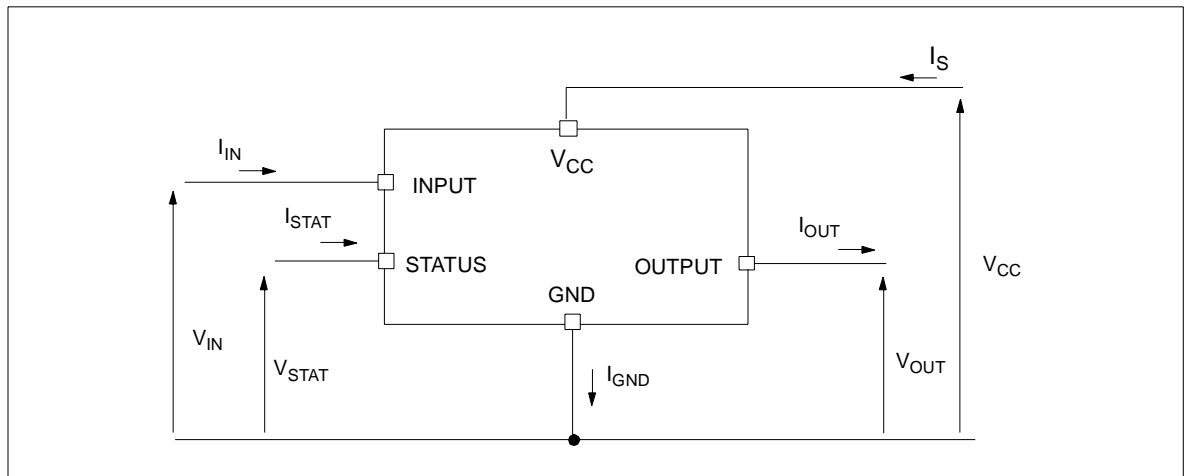 I_S
V_CC
I_IN
INPUT
I_STAT
STATUS
I_OUT
OUTPUT
V_CC
GND
V_IN
V_STAT
I_GND
V_OUT